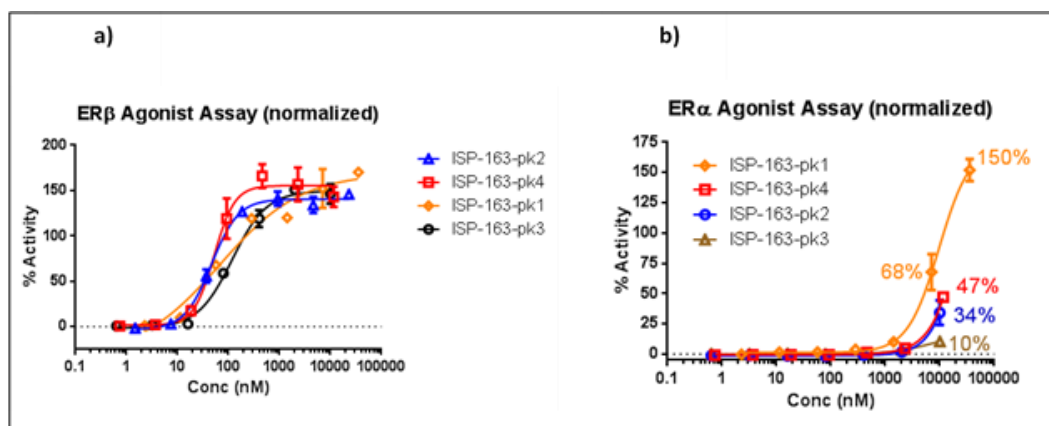 a)
ERβ Agonist Assay (normalized)
% Activity
200
150
100
50
0
0.1 1 10 100 1000 10000 100000
Conc (nM)
ISP-163-pk2
ISP-163-pk4
ISP-163-pk1
ISP-163-pk3
b)
ERα Agonist Assay (normalized)
% Activity
175
150
125
100
75
50
25
0
0.1 1 10 100 1000 10000 100000
Conc (nM)
ISP-163-pk1
ISP-163-pk4
ISP-163-pk2
ISP-163-pk3
150%
68%
47%
34%
10%